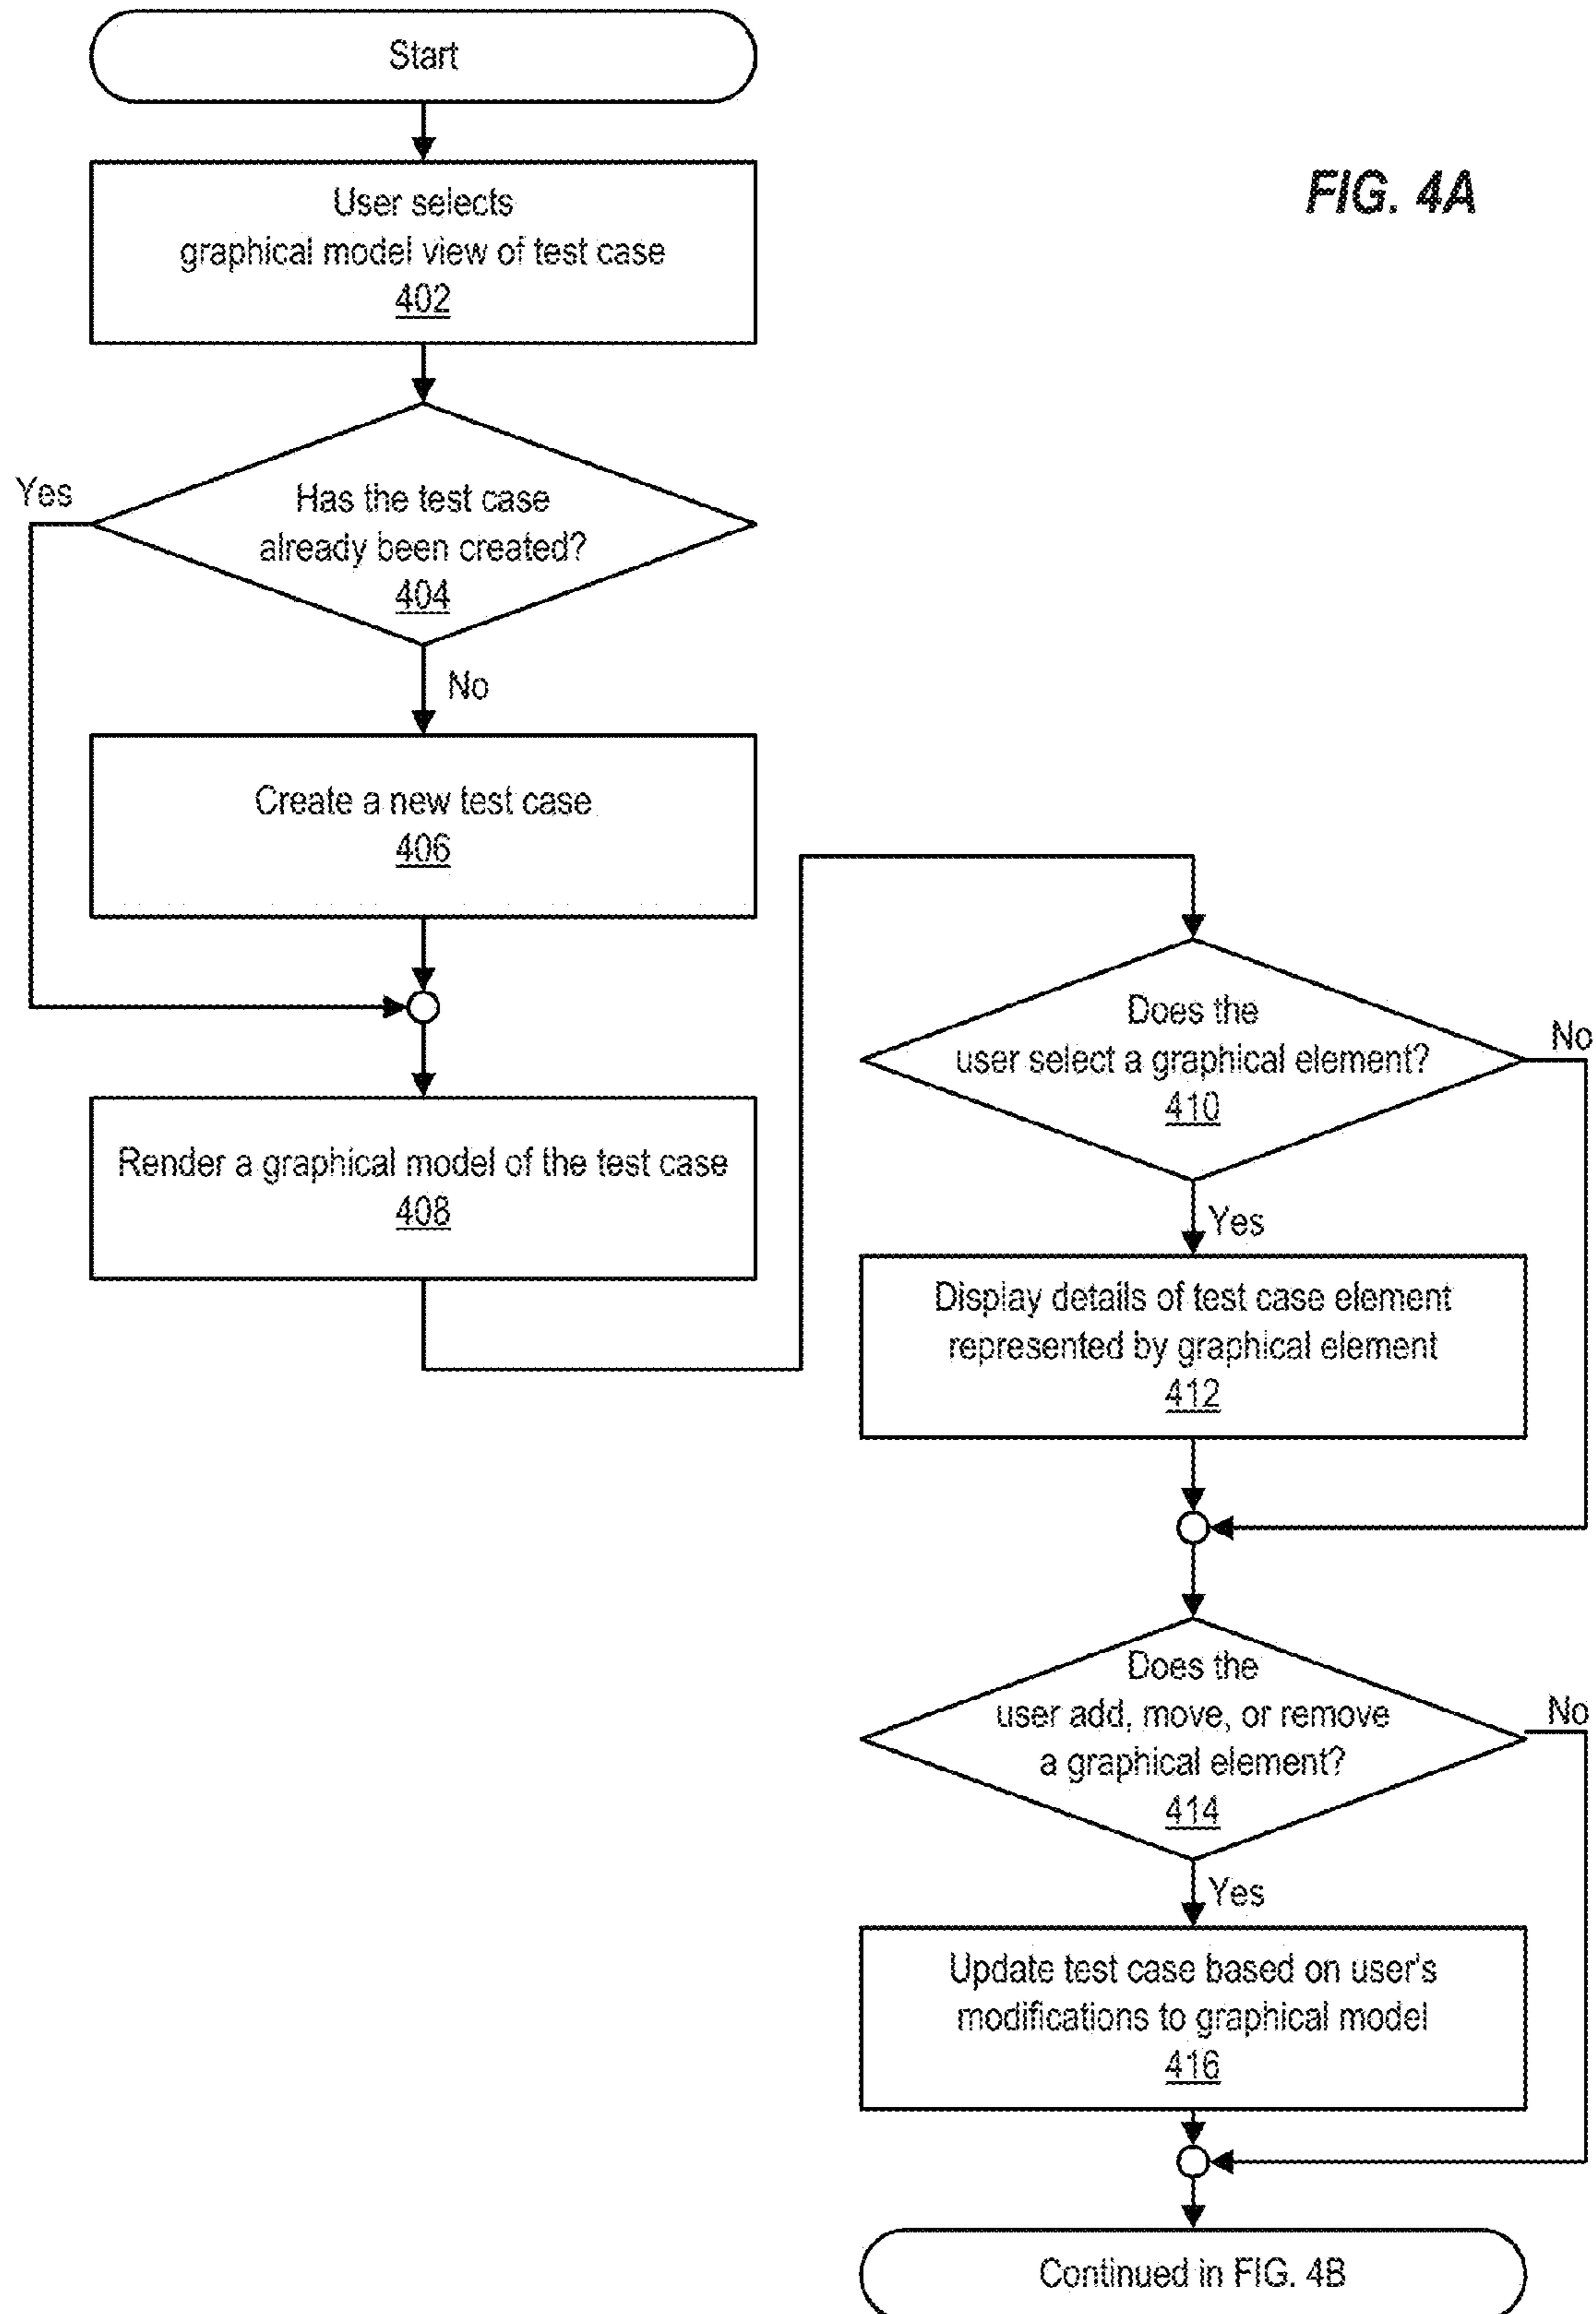 Start
FIG. 4A
User selects
graphical model view of test case
402
Yes
Has the test case
already been created?
404
No
Create a new test case
406
Render a graphical model of the test case
408
Does the
user select a graphical element?
410
No
Yes
Display details of test case element
represented by graphical element
412
Does the
user add, move, or remove
a graphical element?
414
No
Yes
Update test case based on user's
modifications to graphical model
416
Continued in FIG. 4B